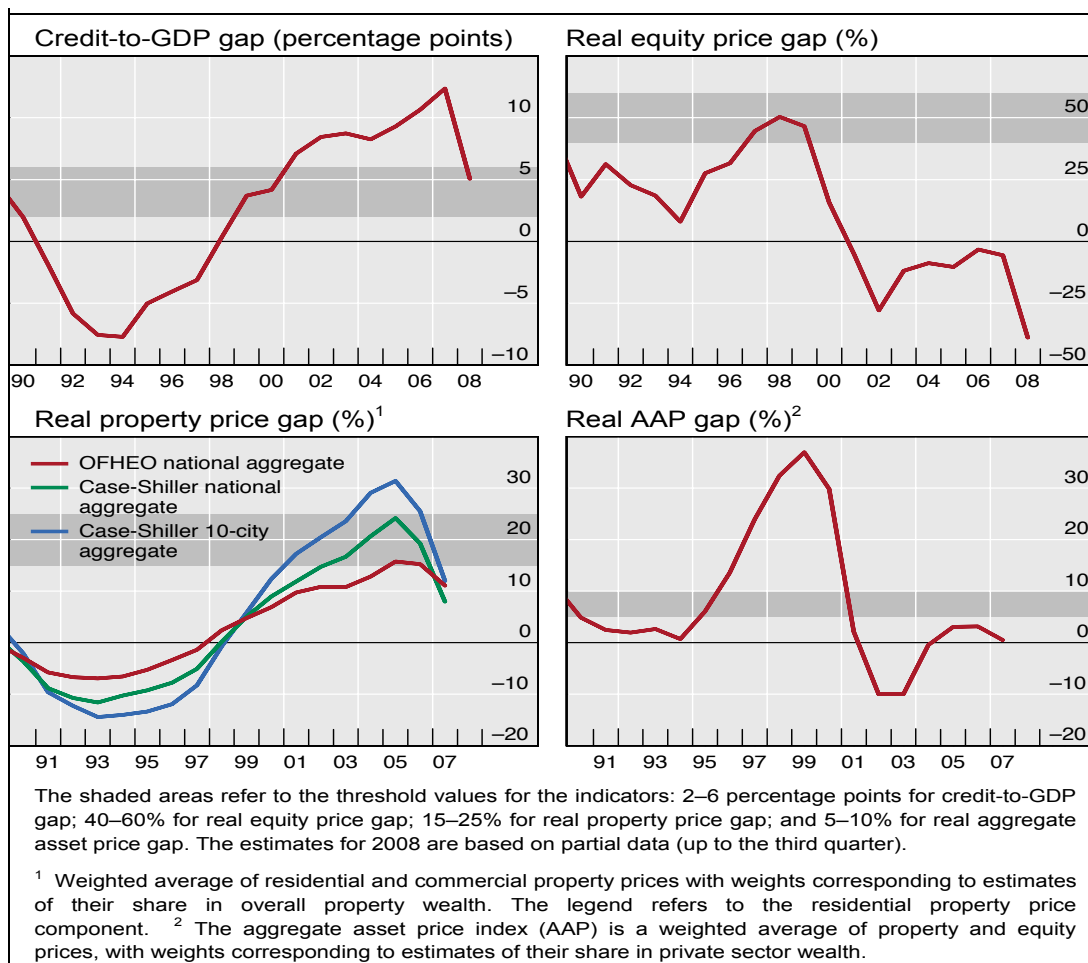 Credit-to-GDP gap (percentage points)
10
5
0
–5
–10
90 92 94 96 98 00 02 04 06 08
Real equity price gap (%)
50
25
0
–25
–50
90 92 94 96 98 00 02 04 06 08
Real property price gap (%)1
OFHEO national aggregate
Case-Shiller national
aggregate
Case-Shiller 10-city
aggregate
30
20
10
0
–10
–20
91 93 95 97 99 01 03 05 07
Real AAP gap (%)2
30
20
10
0
–10
–20
91 93 95 97 99 01 03 05 07
The shaded areas refer to the threshold values for the indicators: 2–6 percentage points for credit-to-GDP
gap; 40–60% for real equity price gap; 15–25% for real property price gap; and 5–10% for real aggregate
asset price gap. The estimates for 2008 are based on partial data (up to the third quarter).
1 Weighted average of residential and commercial property prices with weights corresponding to estimates
of their share in overall property wealth. The legend refers to the residential property price
component. 2 The aggregate asset price index (AAP) is a weighted average of property and equity
prices, with weights corresponding to estimates of their share in private sector wealth.